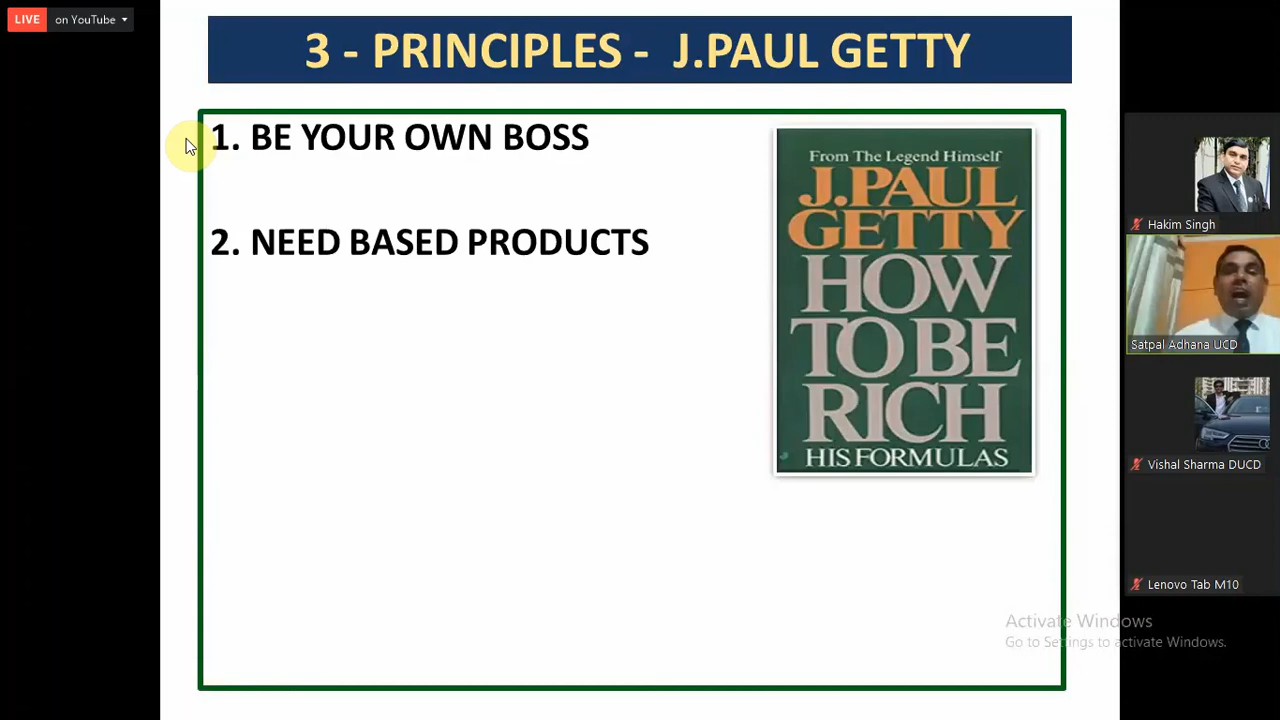 LIVE on YouTube
3 - PRINCIPLES - J.PAUL GETTY
1. BE YOUR OWN BOSS
2. NEED BASED PRODUCTS
From The Legend Himself
J.PAUL
GETTY
HOW
TO BE
RICH
HIS FORMULAS
Hakim Singh
Satpal Adhana UCD
Vishal Sharma DUCD
Lenovo Tab M10
Activate Windows
Go to Settings to activate Windows.